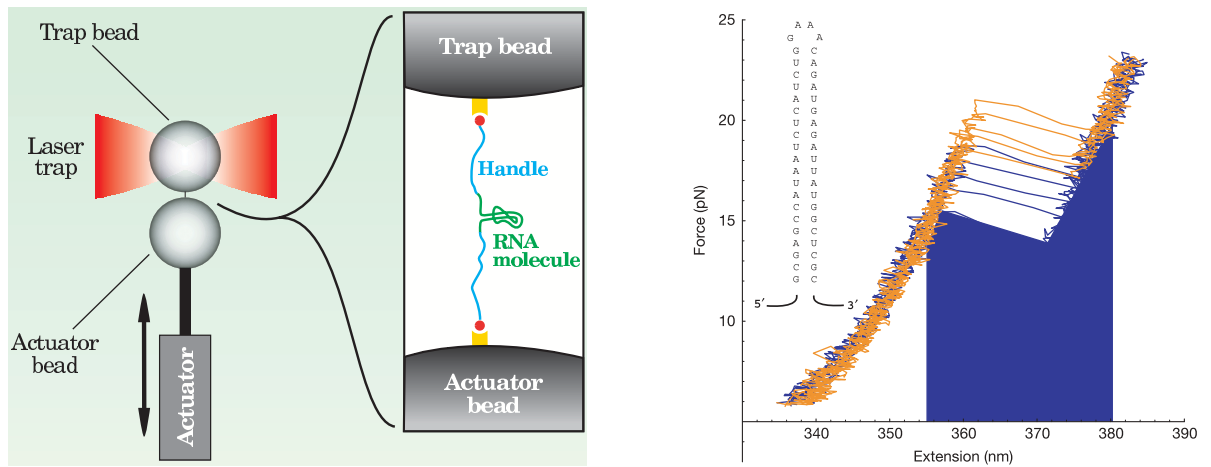 Trap bead
Laser
trap
Actuator
bead
Actuator
Trap bead
Handle
RNA
molecule
Actuator
bead
25
20
15
10
Force (pN)
A A
G A
G C
U A
C G
U A
A U
C G
U A
C G
U A
A U
A U
U A
A U
C G
C G
G C
A U
G C
C G
G C
5′ 3′
340 350 360 370 380 390
Extension (nm)